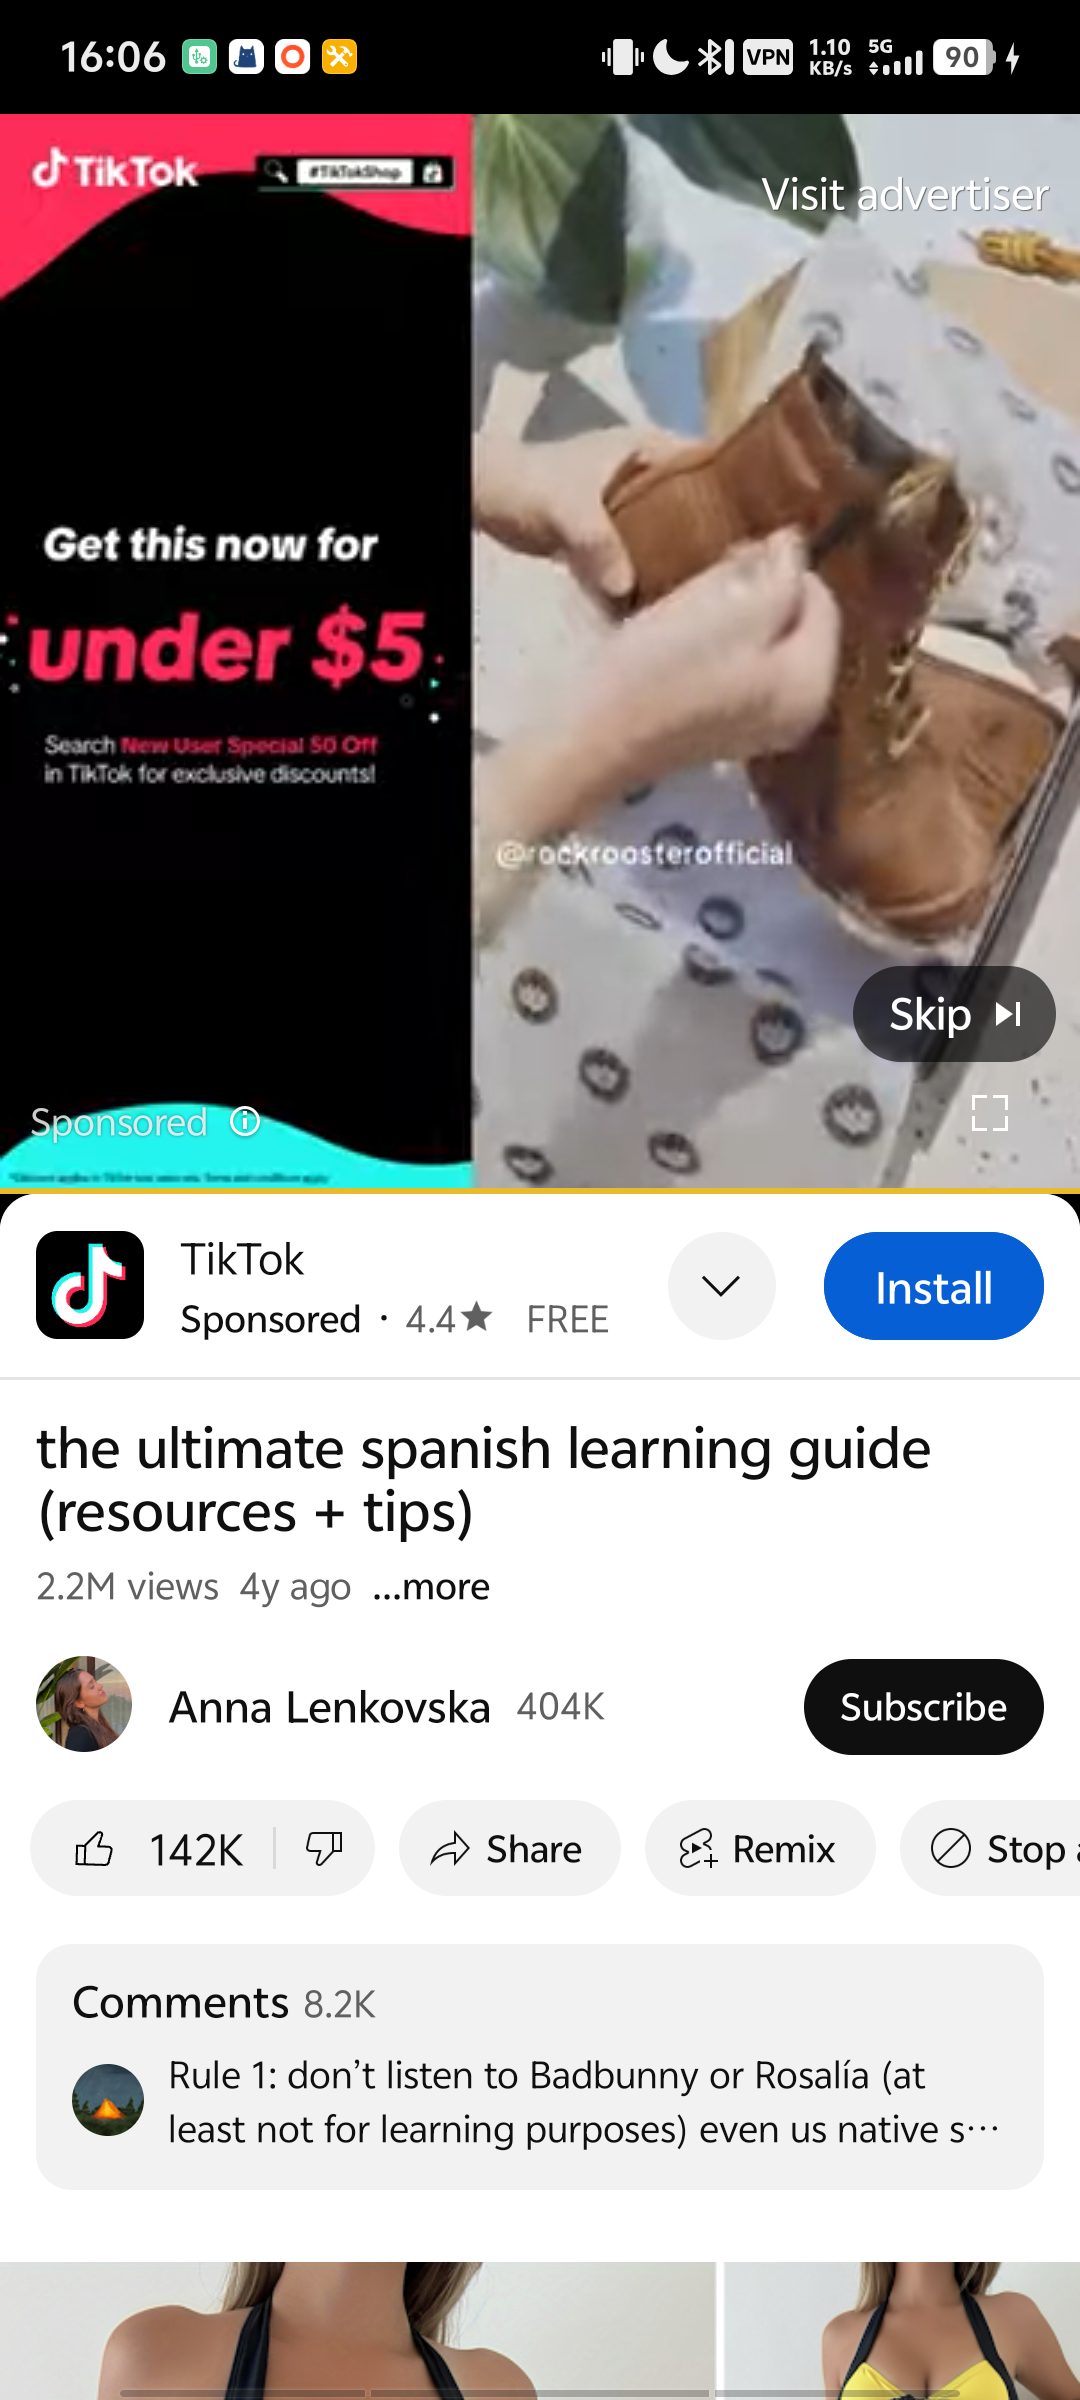 16:06
VPN
1.10
KB/s
5G
90
TikTok
#TikTokShop
Visit advertiser
Get this now for
under $5
Search New User Special 50 Off
in TikTok for exclusive discounts!
@rockroosterofficial
Skip
Sponsored
TikTok
Sponsored · 4.4★ FREE
Install
the ultimate spanish learning guide
(resources + tips)
2.2M views 4y ago ...more
Anna Lenkovska 404K
Subscribe
142K
Share
Remix
Stop
Comments 8.2K
Rule 1: don't listen to Badbunny or Rosalía (at
least not for learning purposes) even us native s...